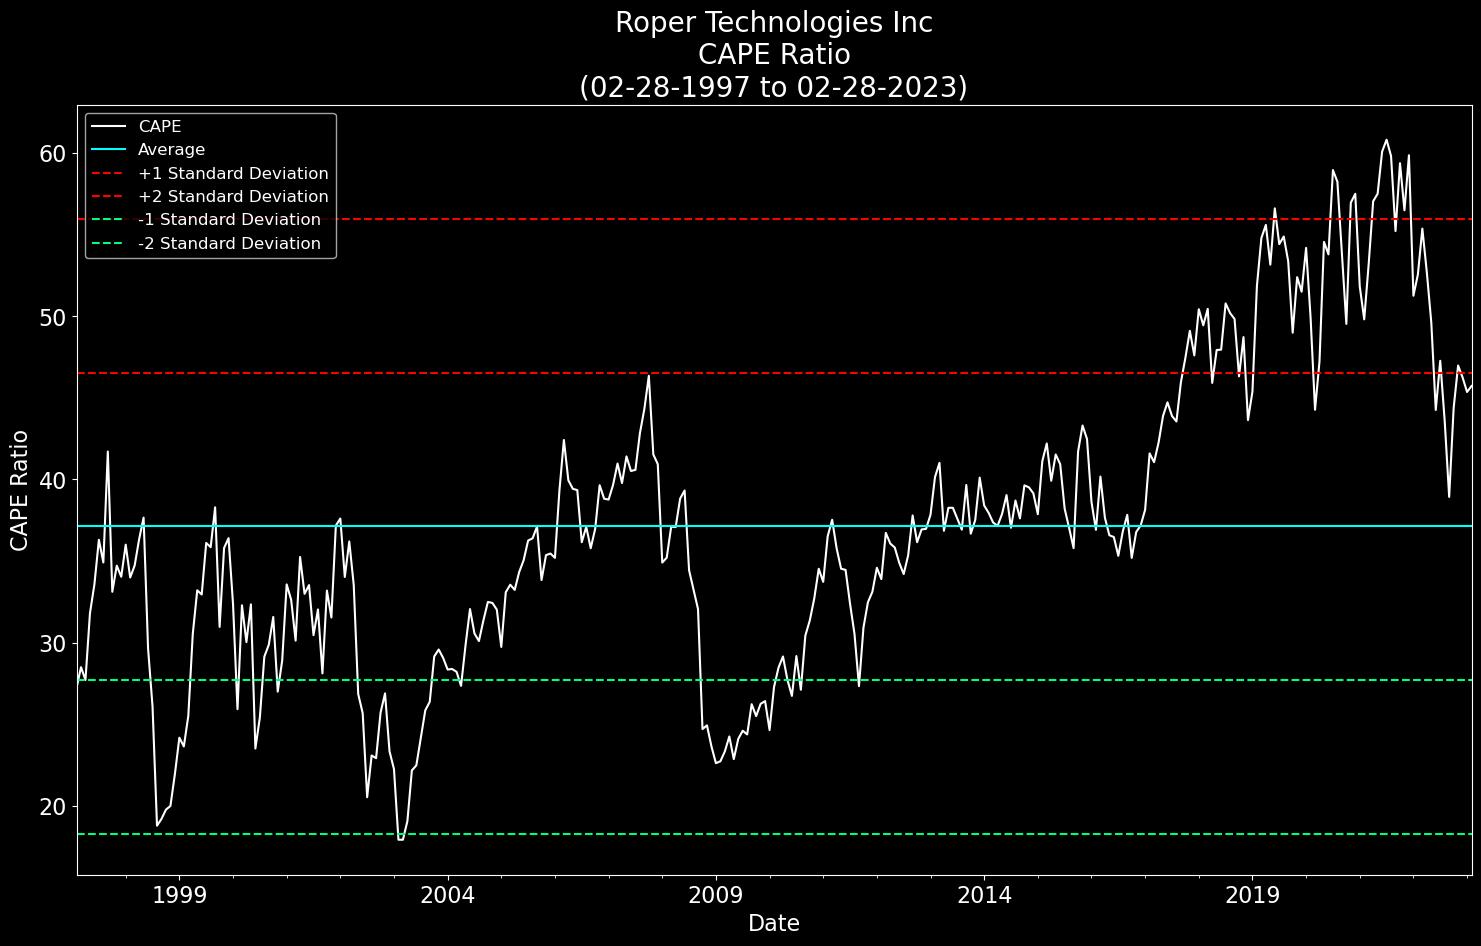 Roper Technologies Inc
CAPE Ratio
(02-28-1997 to 02-28-2023)
CAPE
Average
+1 Standard Deviation
+2 Standard Deviation
-1 Standard Deviation
-2 Standard Deviation
CAPE Ratio
60
50
40
30
20
1999
2004
2009
2014
2019
Date